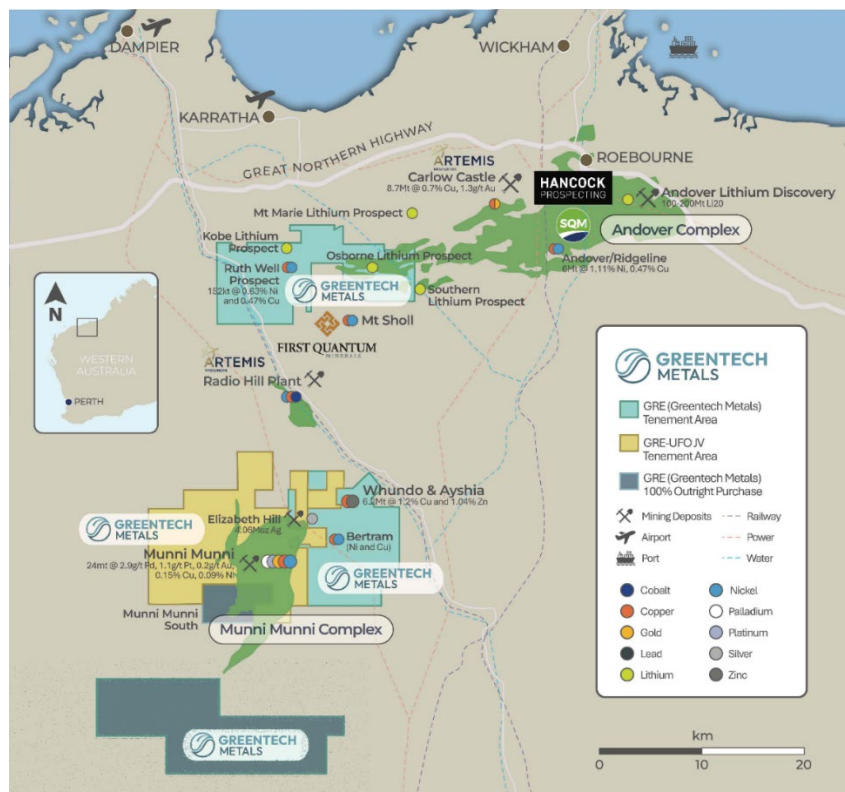 DAMPIER
WICKHAM
KARRATHA
GREAT NORTHERN HIGHWAY
ROEBOURNE
ARTEMIS
Carlow Castle
8.7Mt @ 0.7% Cu, 1.3g/t Au
HANCOCK
PROSPECTING
Andover Lithium Discovery
100-200Mt Li20
Mt Marie Lithium Prospect
SQM
Andover Complex
Kobe Lithium
Prospect
Osborne Lithium Prospect
Andover/Ridgeline
6Mt @ 1.11% Ni, 0.47% Cu
Ruth Well
Prospect
152kt @ 0.63% Ni
and 0.47% Cu
GREENTECH
METALS
Southern
Lithium Prospect
N
WESTERN
AUSTRALIA
PERTH
Mt Sholl
FIRST QUANTUM
MINERALS
ARTEMIS
Radio Hill Plant
GREENTECH
METALS
GRE (Greentech Metals)
Tenement Area
GRE-UFO JV
Tenement Area
GRE (Greentech Metals)
100% Outright Purchase
Mining Deposits
Railway
Airport
Power
Port
Water
Cobalt
Nickel
Copper
Palladium
Gold
Platinum
Lead
Silver
Lithium
Zinc
Whundo & Ayshia
6.2Mt @ 1.2% Cu and 1.04% Zn
GREENTECH
METALS
Elizabeth Hill
4.06Moz Ag
Bertram
(Ni and Cu)
Munni Munni
24mt @ 2.9g/t Pd, 1.1g/t Pt, 0.2g/t Au,
0.15% Cu, 0.09% Ni
GREENTECH
METALS
Munni Munni
South
Munni Munni Complex
GREENTECH
METALS
km
0 10 20